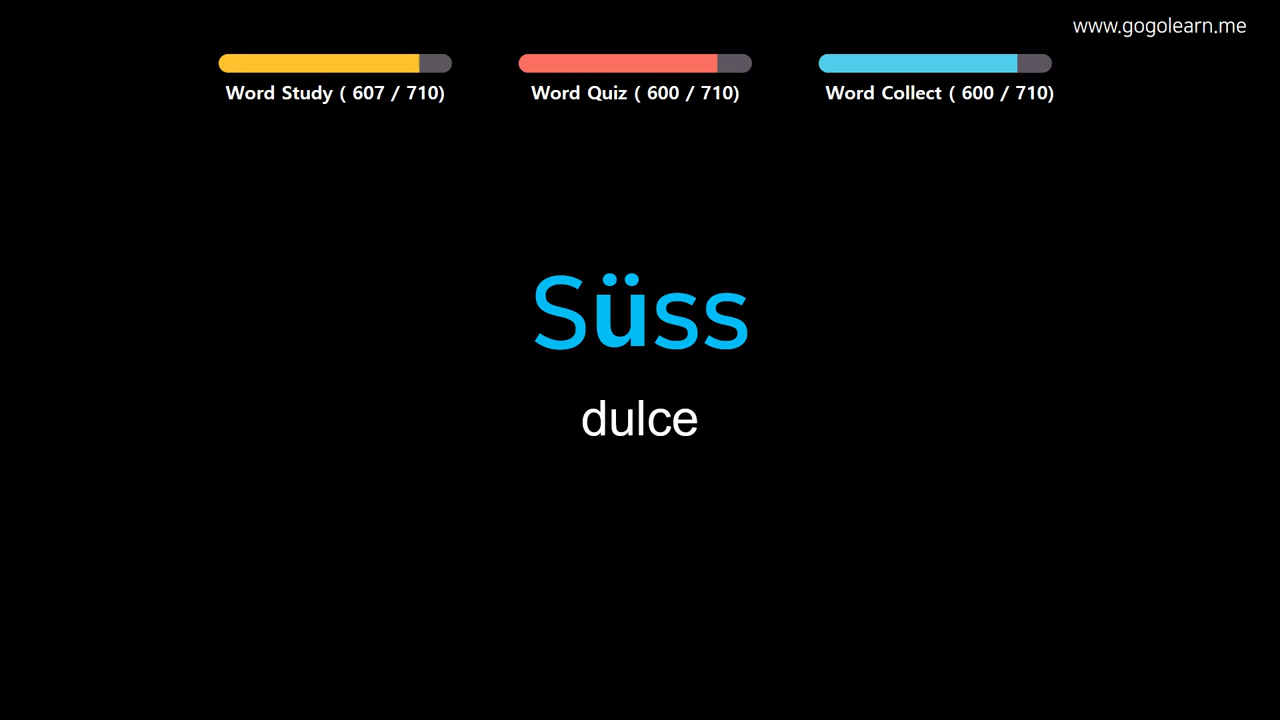 www.gogolearn.me
Word Study ( 607 / 710)
Word Quiz ( 600 / 710)
Word Collect ( 600 / 710)
Süss
dulce